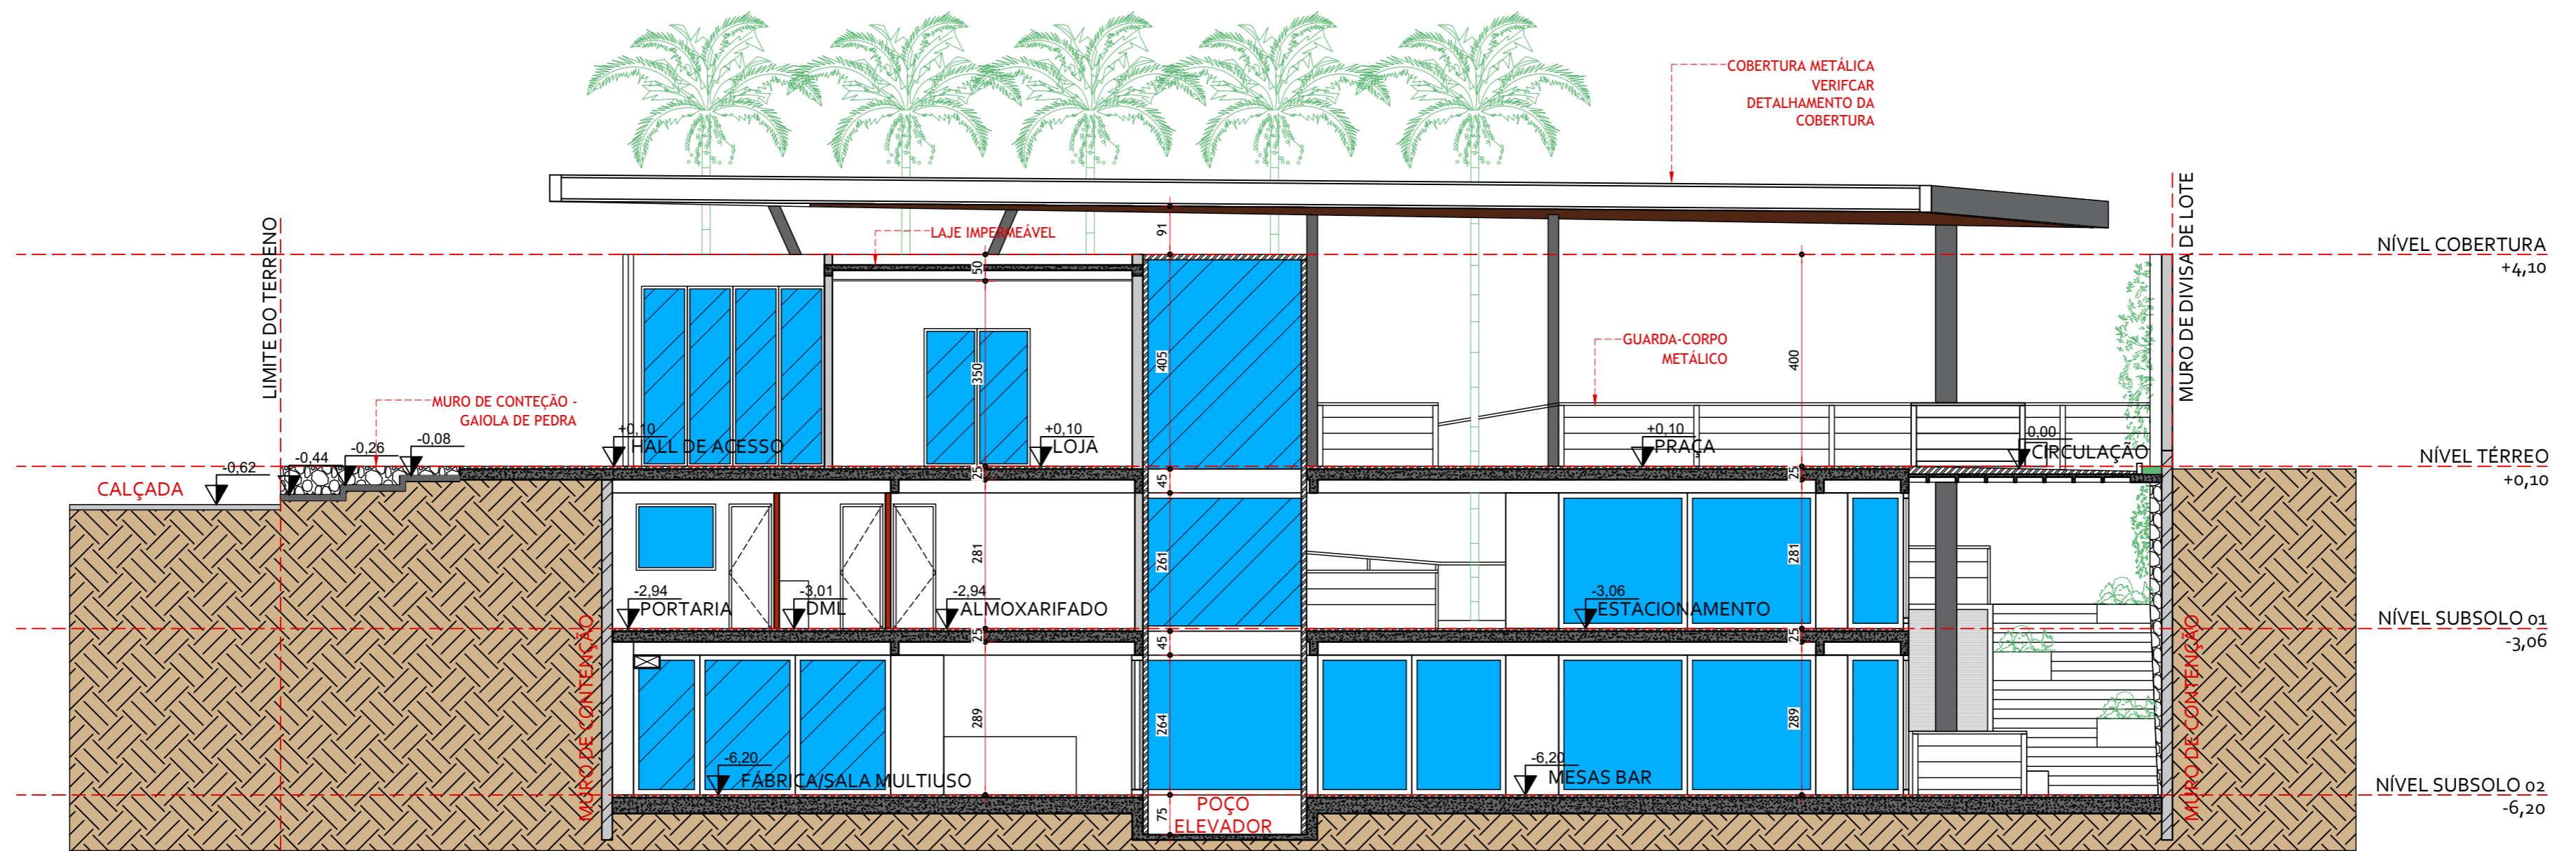 COBERTURA METÁLICA
VERIFCAR
DETALHAMENTO DA
COBERTURA
LIMITE DO TERRENO
MURO DE DIVISA DE LOTE
LAJE IMPERMEÁVEL
91
NÍVEL COBERTURA
+4,10
50
350
405
400
GUARDA-CORPO
METÁLICO
MURO DE CONTEÇÃO -
GAIOLA DE PEDRA
CALÇADA
-0,62
-0,44
-0,26
-0,08
+0,10
HALL DE ACESSO
+0,10
LOJA
+0,10
PRAÇA
0,00
CIRCULAÇÃO
NÍVEL TÉRREO
+0,10
25
45
25
281
261
281
-2,94
PORTARIA
-3,01
DML
-2,94
ALMOXARIFADO
-3,06
ESTACIONAMENTO
NÍVEL SUBSOLO 01
-3,06
25
45
25
MURO DE CONTENÇÃO
MURO DE CONTENÇÃO
289
264
289
-6,20
FÁBRICA/SALA MULTIUSO
-6,20
MESAS BAR
NÍVEL SUBSOLO 02
-6,20
75
POÇO
ELEVADOR